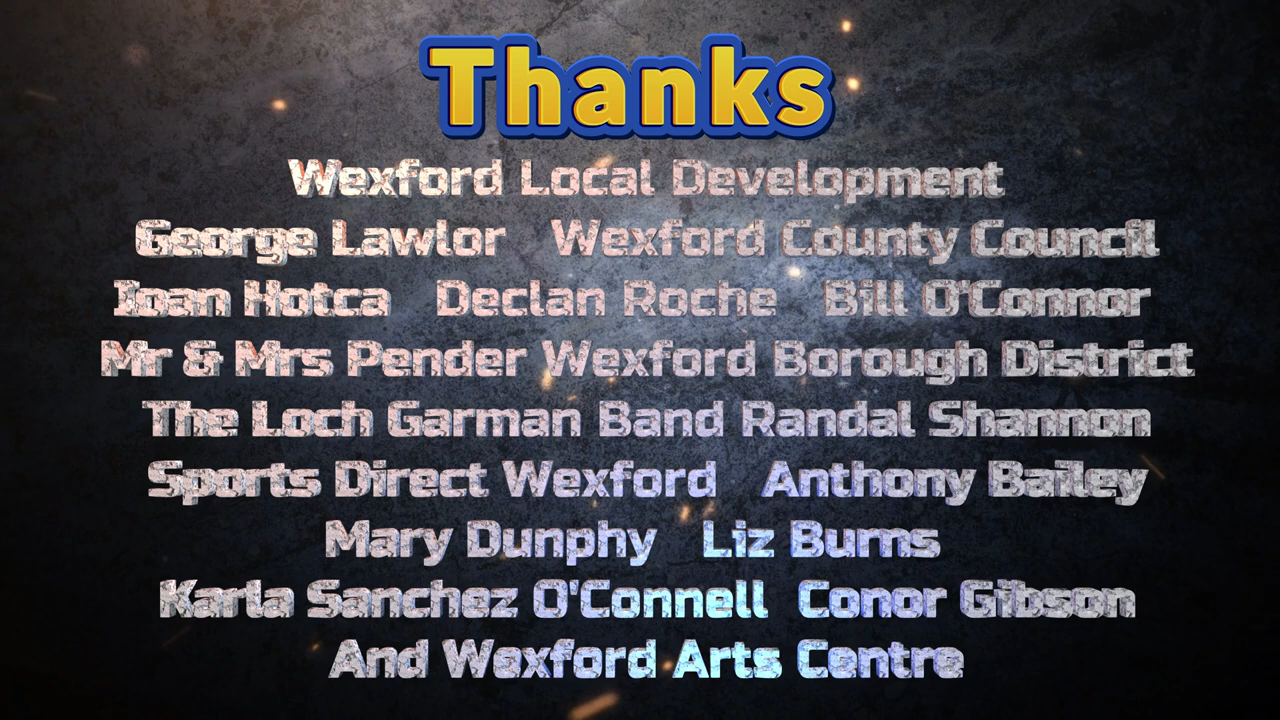 Thanks
Wexford Local Development
George Lawlor Wexford County Council
Ioan Hotca Declan Roche Bill O'Connor
Mr & Mrs Pender Wexford Borough District
The Loch Garman Band Randal Shannon
Sports Direct Wexford Anthony Bailey
Mary Dunphy Liz Burns
Karla Sanchez O'Connell Conor Gibson
And Wexford Arts Centre